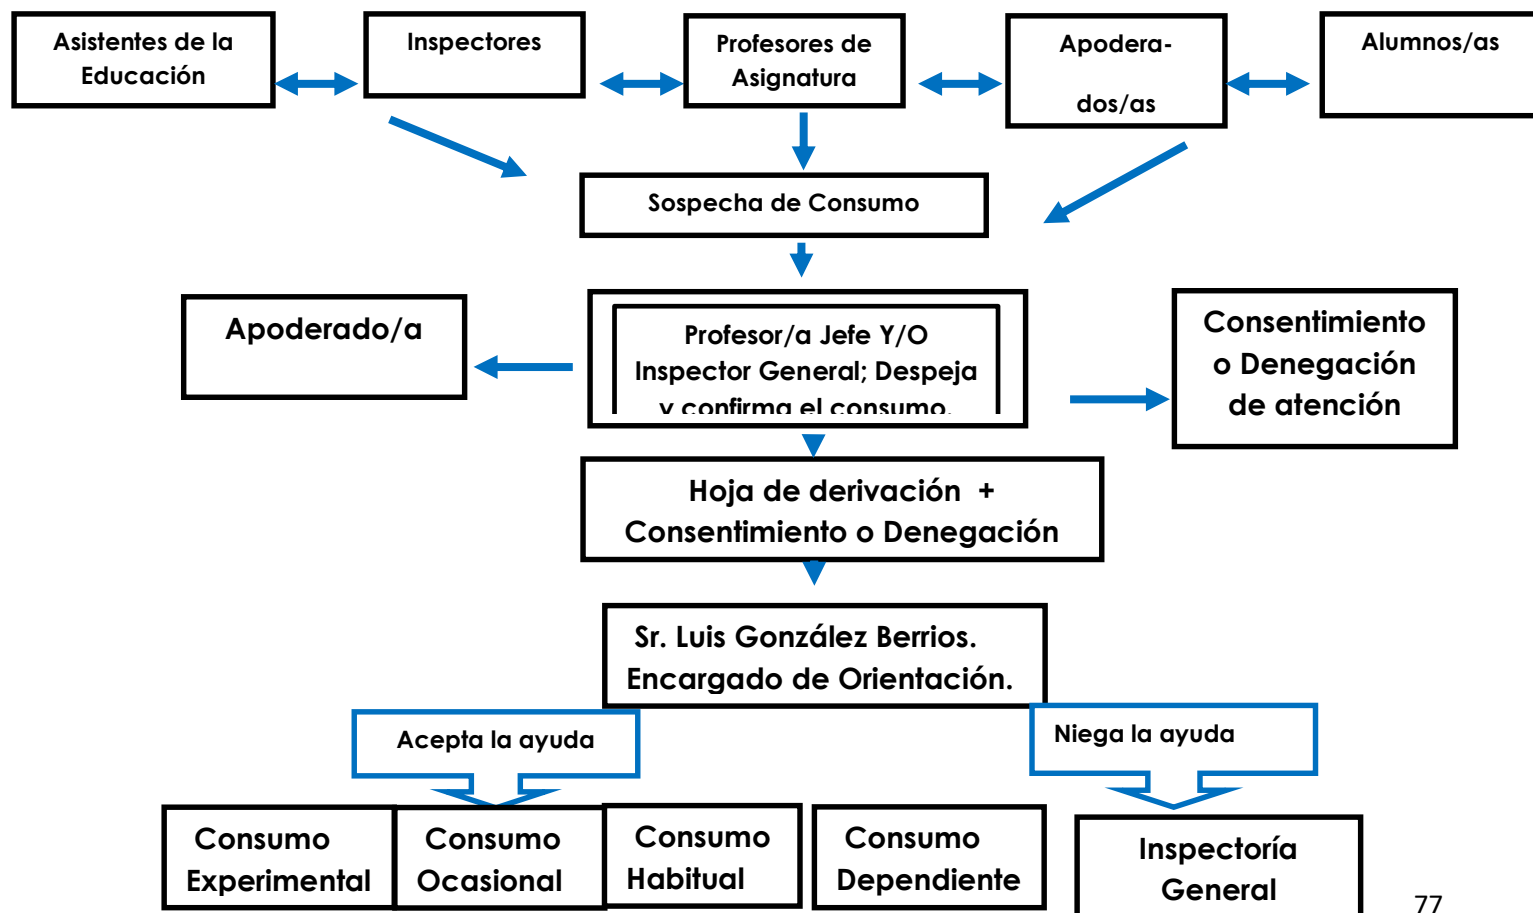 Asistentes de la
Educación
Inspectores
Profesores de
Asignatura
Apodera-
dos/as
Alumnos/as
Sospecha de Consumo
Apoderado/a
Profesor/a Jefe Y/O
Inspector General; Despeja
y confirma el consumo.
Consentimiento
o Denegación
de atención
Hoja de derivación +
Consentimiento o Denegación
Sr. Luis González Berrios.
Encargado de Orientación.
Acepta la ayuda
Niega la ayuda
Consumo
Experimental
Consumo
Ocasional
Consumo
Habitual
Consumo
Dependiente
Inspectoría
General
77